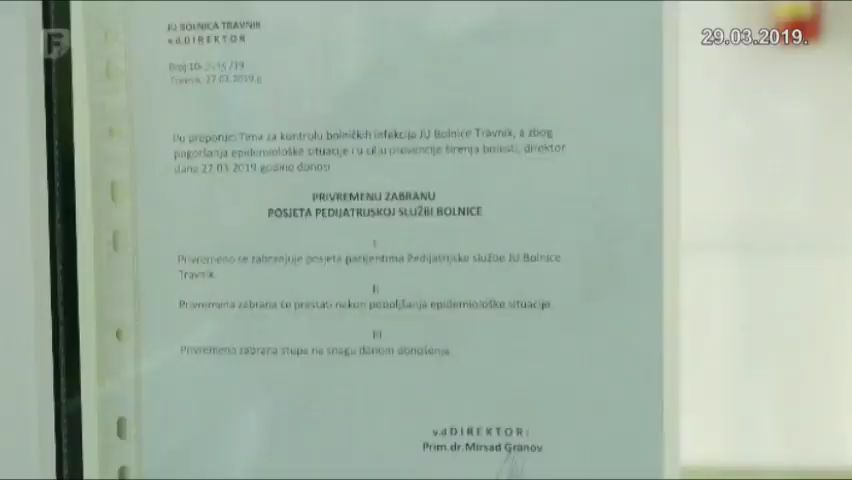 29.03.2019.
JU BOLNICA TRAVNIK
v.d.DIREKTOR
Broj:10- /19
Travnik, 27.03.2019.g
Po preporuci Tima za kontrolu bolničkih infekcija JU Bolnice Travnik, a zbog
pogoršanja epidemiološke situacije i u cilju prevencije širenja bolesti, direktor
dana 27.03.2019 godine donosi
PRIVREMENU ZABRANU
POSJETA PEDIJATRIJSKOJ SLUŽBI BOLNICE
I
Privremeno se zabranjuje posjeta pacijentima Pedijatrijske službe JU Bolnice
Travnik.
II
Privremena zabrana će prestati nakon poboljšanja epidemiološke situacije.
III
Privremena zabrana stupa na snagu danom donošenja.
v.d DIREKTOR:
Prim.dr.Mirsad Granov